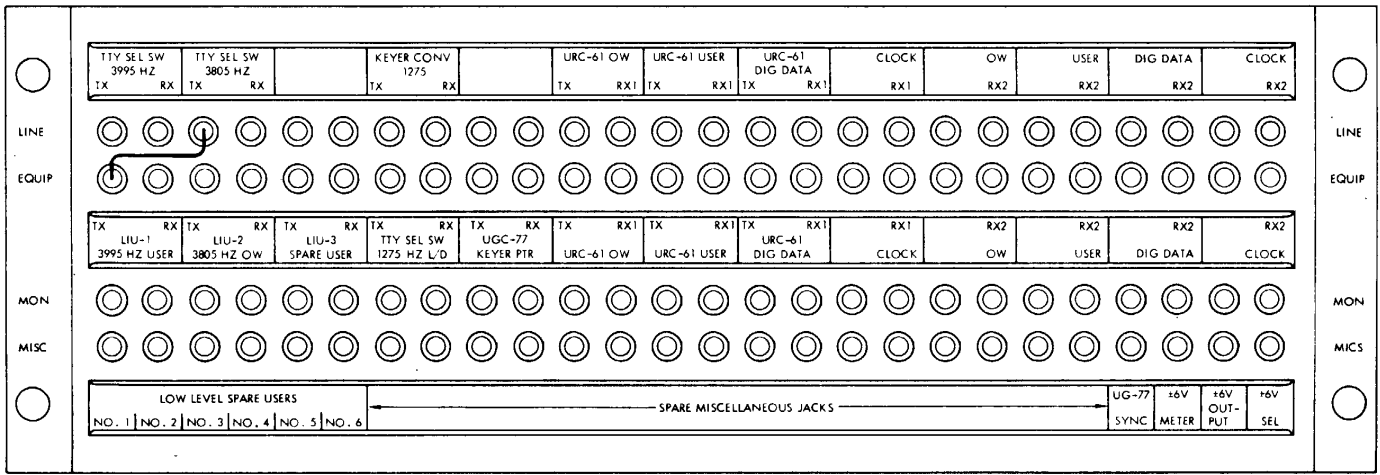 TTY SEL SW TTY SEL SW KEYER CONV URC-61 OW URC-61 USER URC-61 CLOCK OW USER DIG DATA CLOCK
3995 HZ 3805 HZ 1275 DIG DATA
TX RX TX RX TX RX TX RX1 TX RX1 TX RX1 RX1 RX2 RX2 RX2 RX2
LINE LINE
EQUIP EQUIP
TX RX TX RX TX RX TX RX TX RX TX RX1 TX RX1 TX RX1 RX1 RX2 RX2 RX2 RX2
LIU-1 LIU-2 LIU-3 TTY SEL SW UGC-77 URC-61
3995 HZ USER 3805 HZ OW SPARE USER 1275 HZ L/D KEYER PTR URC-61 OW URC-61 USER DIG DATA CLOCK OW USER DIG DATA CLOCK
MON MON
MISC MICS
LOW LEVEL SPARE USERS SPARE MISCELLANEOUS JACKS UG-77 ±6V ±6V +6V
NO. 1 NO. 2 NO. 3 NO. 4 NO. 5 NO. 6 SYNC METER OUT-PUT SEL